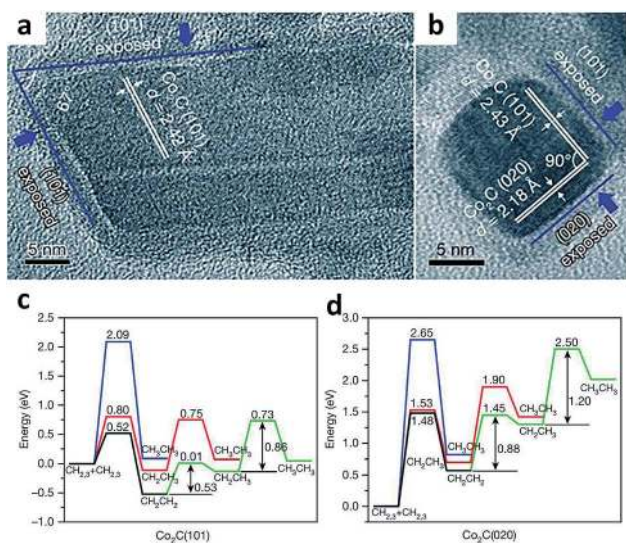 a
(101)
exposed
Co₂C (101)
d = 2.42 Å
exposed
5 nm
b
(101)
exposed
Co₂C (101)
d = 2.43 Å
90°
Co₂C (020)
d = 2.18 Å
(020)
exposed
5 nm
c
Energy (eV)
2.5
2.0
1.5
1.0
0.5
0.0
−0.5
−1.0
2.09
0.80
0.52
0.75
0.73
0.01
0.86
0.53
CH₂,₃+CH₂,₃
CH₃CH₃
CH₂CH₃
CH₂CH₂
CH₃CH₃
CH₂CH₃
CH₃CH₃
Co₂C(101)
d
Energy (eV)
3.0
2.5
2.0
1.5
1.0
0.5
0.0
2.65
1.53
1.48
1.90
1.45
2.50
1.20
0.88
CH₃CH₃
CH₃CH₃
CH₂CH₃
CH₂CH₃
CH₃CH₃
CH₂CH₂
CH₂,₃+CH₂,₃
Co₂C(020)